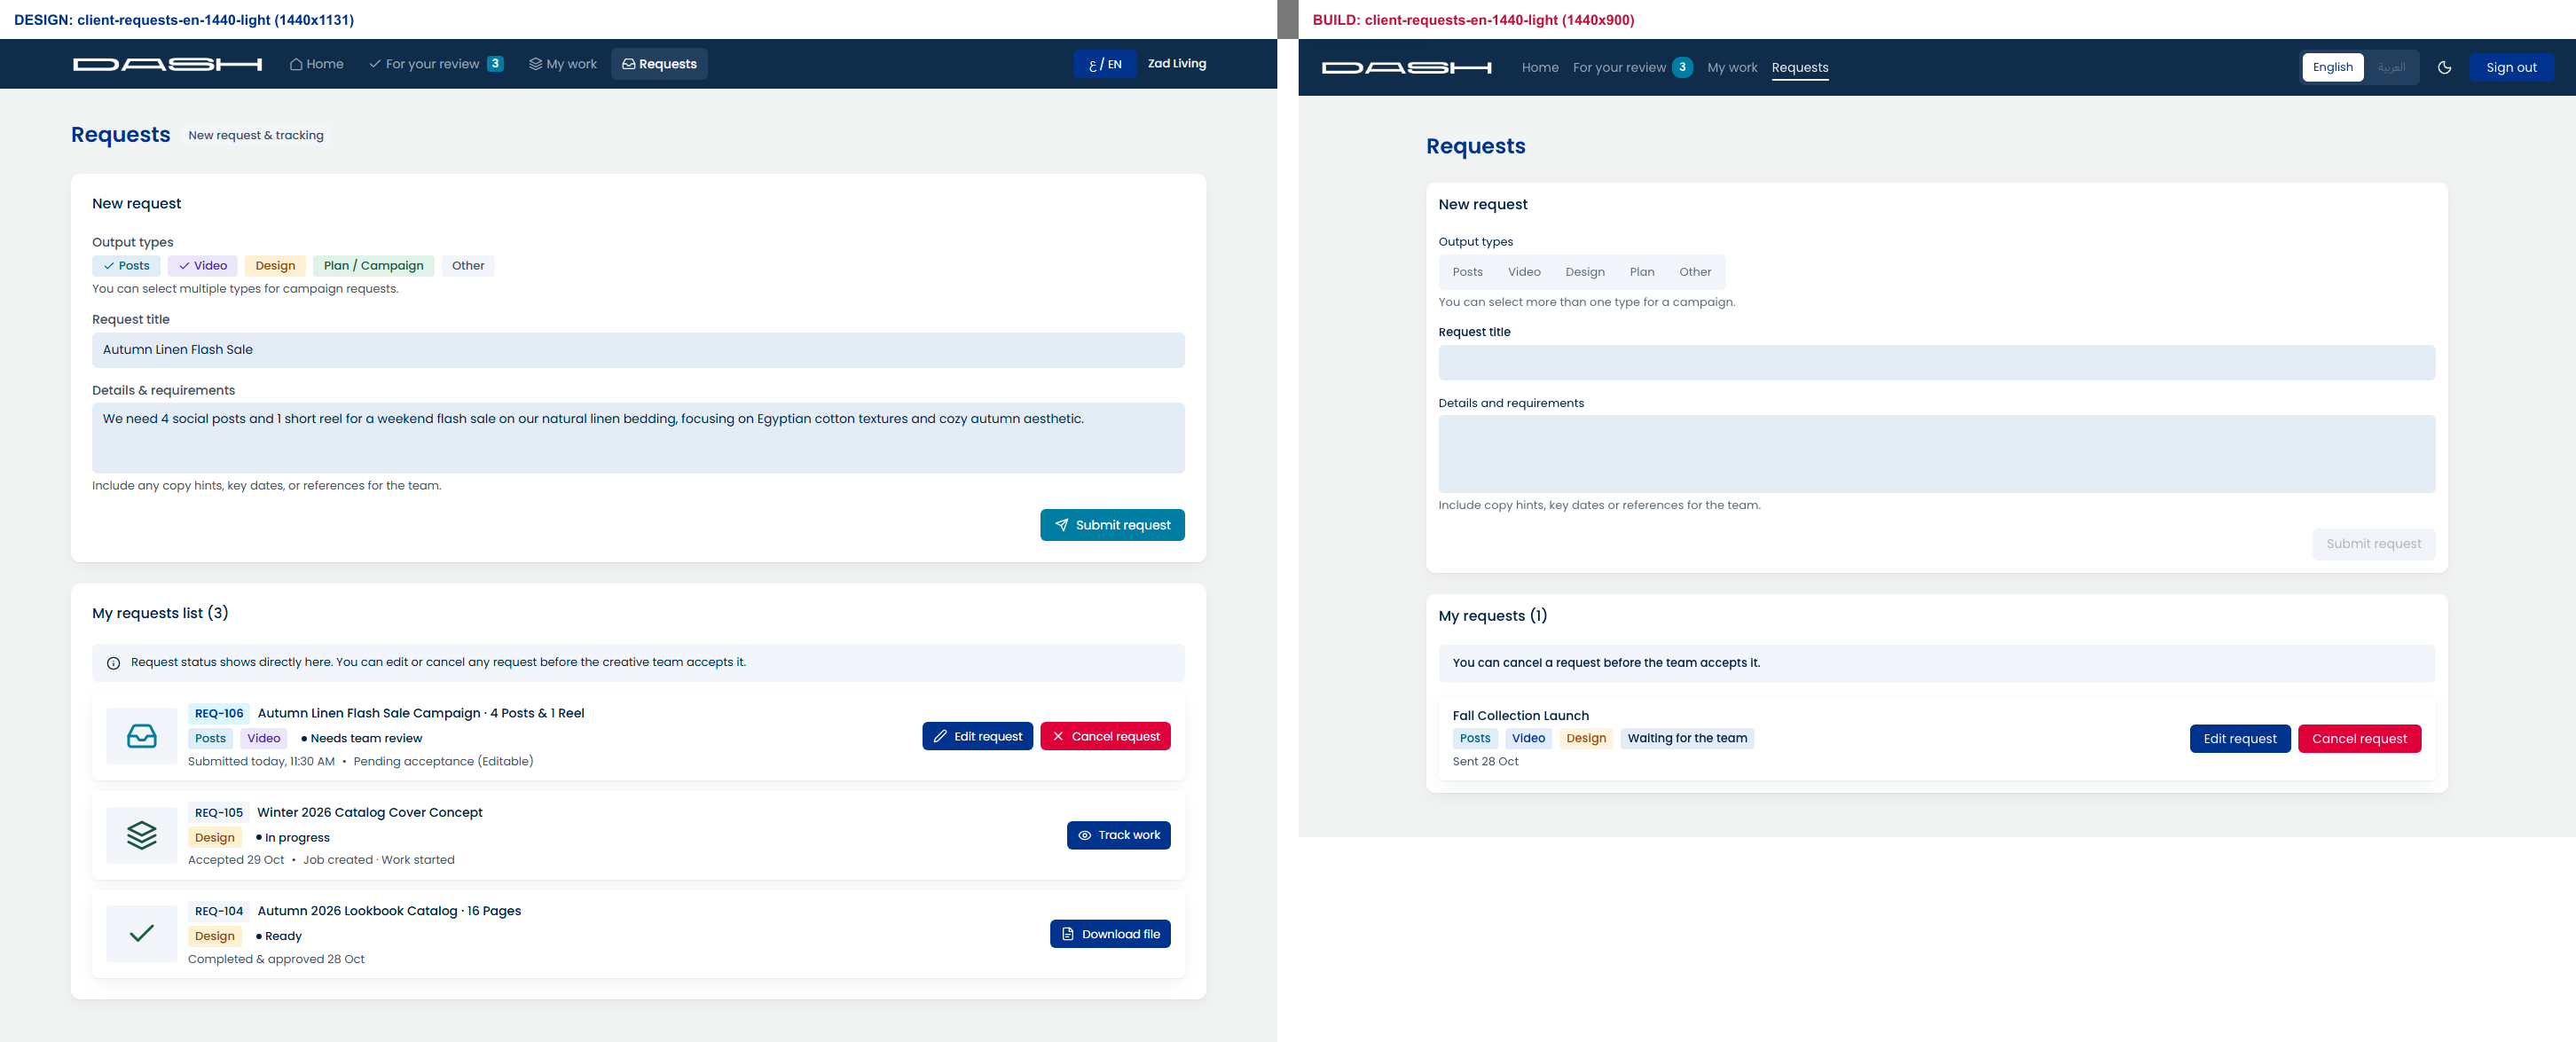 DESIGN: client-requests-en-1440-light (1440x1131)
DASH
Home
For your review 3
My work
Requests
ع / EN
Zad Living
Requests
New request & tracking
New request
Output types
Posts
Video
Design
Plan / Campaign
Other
You can select multiple types for campaign requests.
Request title
Autumn Linen Flash Sale
Details & requirements
We need 4 social posts and 1 short reel for a weekend flash sale on our natural linen bedding, focusing on Egyptian cotton textures and cozy autumn aesthetic.
Include any copy hints, key dates, or references for the team.
Submit request
My requests list (3)
Request status shows directly here. You can edit or cancel any request before the creative team accepts it.
REQ-106 Autumn Linen Flash Sale Campaign · 4 Posts & 1 Reel
Posts Video • Needs team review
Submitted today, 11:30 AM • Pending acceptance (Editable)
Edit request
Cancel request
REQ-105 Winter 2026 Catalog Cover Concept
Design • In progress
Accepted 29 Oct • Job created · Work started
Track work
REQ-104 Autumn 2026 Lookbook Catalog · 16 Pages
Design • Ready
Completed & approved 28 Oct
Download file
BUILD: client-requests-en-1440-light (1440x900)
DASH
Home
For your review 3
My work
Requests
English
العربية
Sign out
Requests
New request
Output types
Posts
Video
Design
Plan
Other
You can select more than one type for a campaign.
Request title
Details and requirements
Include copy hints, key dates or references for the team.
Submit request
My requests (1)
You can cancel a request before the team accepts it.
Fall Collection Launch
Posts Video Design Waiting for the team
Sent 28 Oct
Edit request
Cancel request